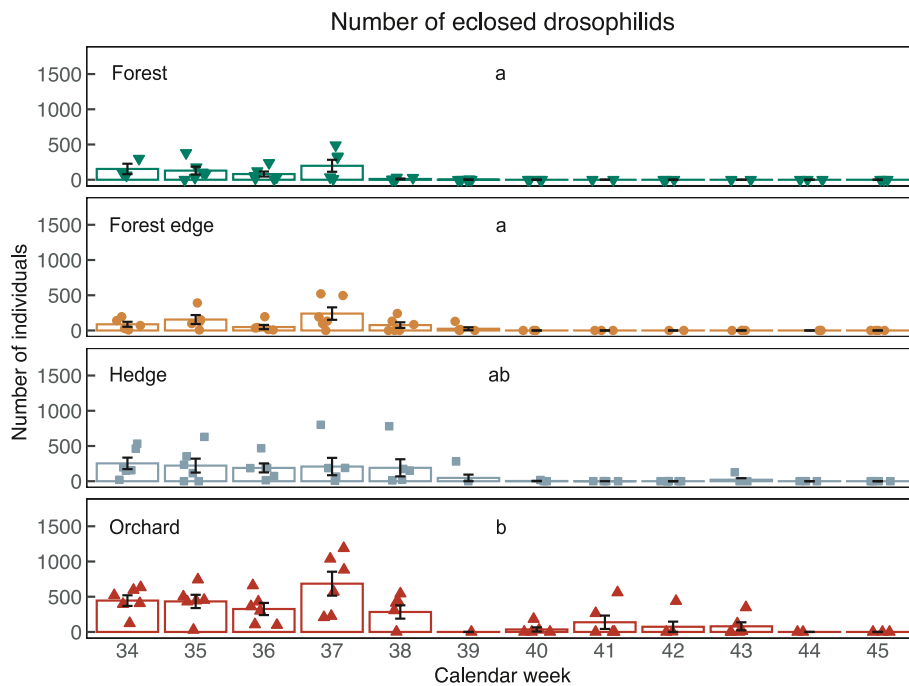 Number of eclosed drosophilids
Number of individuals
Forest a
1500
1000
500
0
Forest edge a
1500
1000
500
0
Hedge ab
1500
1000
500
0
Orchard b
1500
1000
500
0
34 35 36 37 38 39 40 41 42 43 44 45
Calendar week